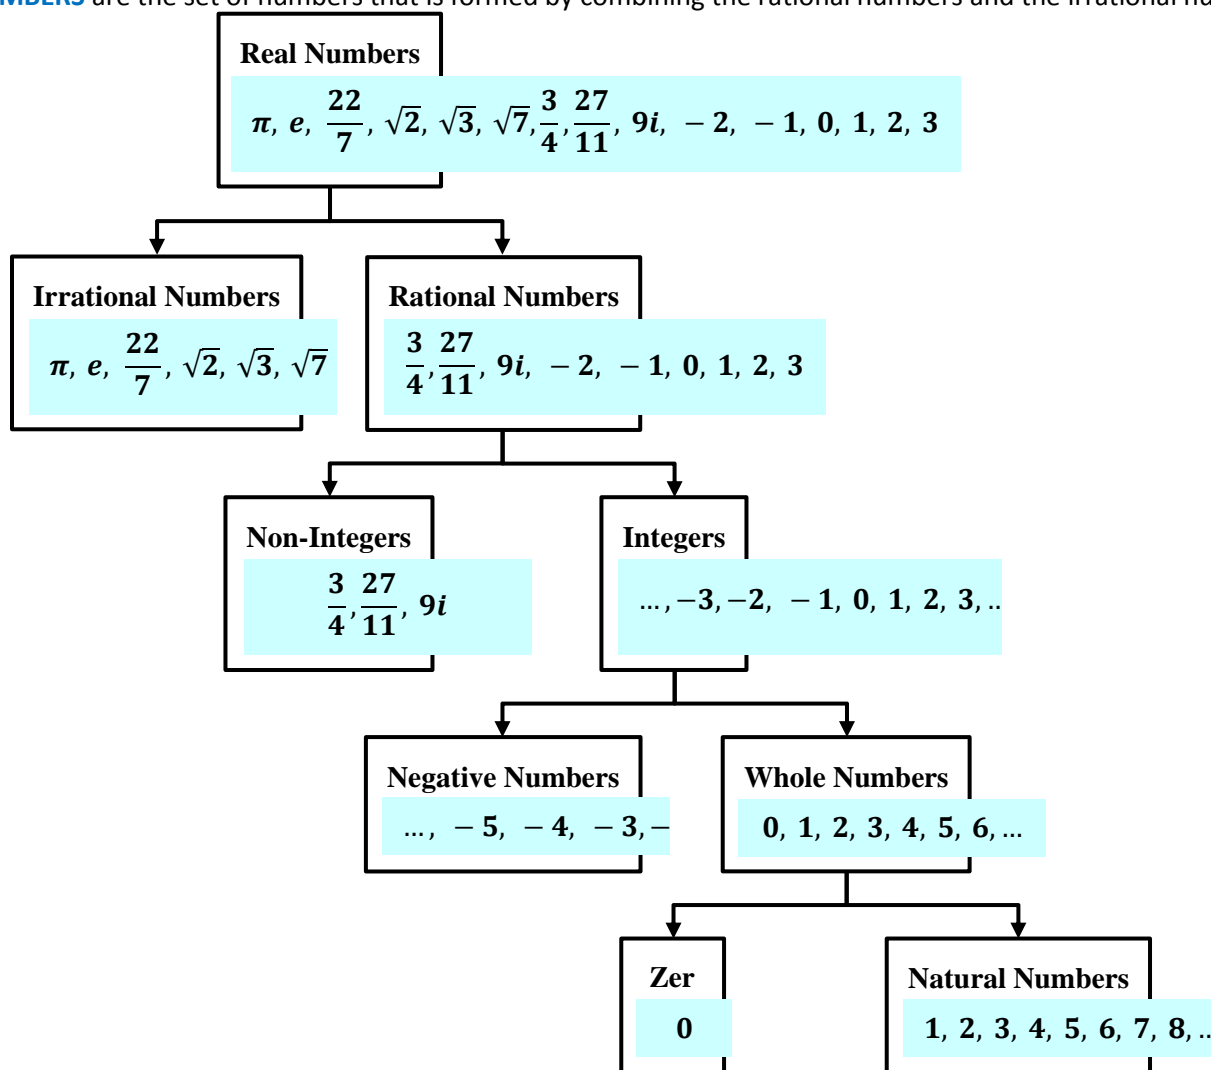 MBERS are the set of numbers that is formed by combining the rational numbers and the irrational nu
Real Numbers
π, e, 22/7, √2, √3, √7, 3/4, 27/11, 9i, − 2, − 1, 0, 1, 2, 3
Irrational Numbers
π, e, 22/7, √2, √3, √7
Rational Numbers
3/4, 27/11, 9i, − 2, − 1, 0, 1, 2, 3
Non-Integers
3/4, 27/11, 9i
Integers
…, −3, −2, − 1, 0, 1, 2, 3, ..
Negative Numbers
…, − 5, − 4, − 3, −
Whole Numbers
0, 1, 2, 3, 4, 5, 6, …
Zer
0
Natural Numbers
1, 2, 3, 4, 5, 6, 7, 8, ..